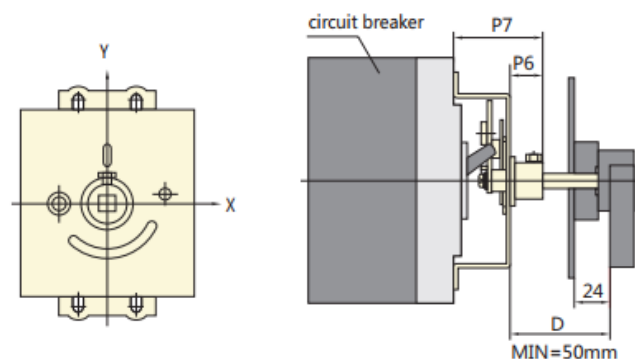 circuit breaker
P7
P6
Y
X
24
D
MIN=50mm